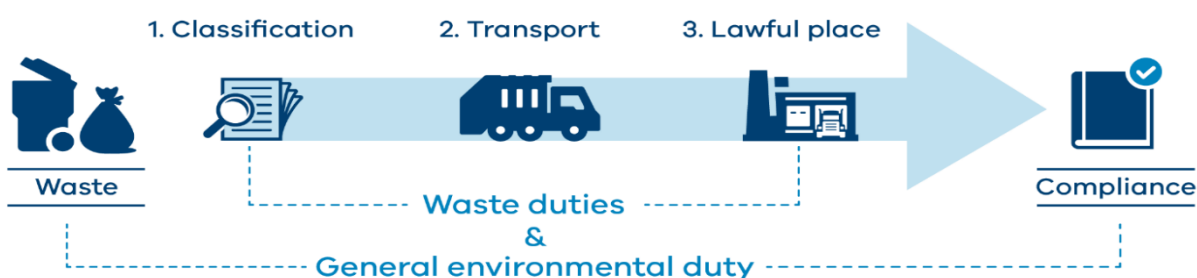 1. Classification
2. Transport
3. Lawful place
Waste
Compliance
Waste duties
&
General environmental duty